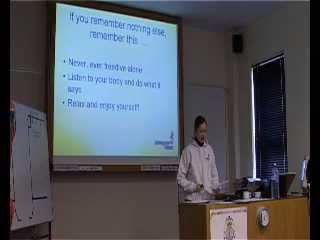 If you remember nothing else,
remember this.....
• Never, ever freedive alone
• Listen to your body and do what it
says
• Relax and enjoy yourself!